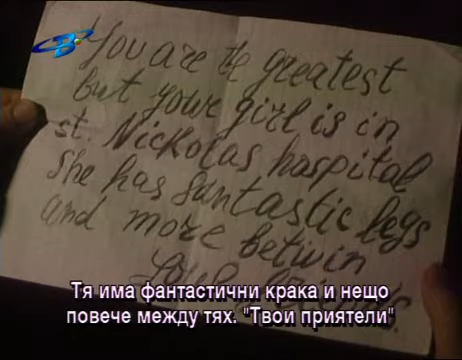 You are the greatest
but your girl is in
st. Nickolas hospital
She has fantastic legs
and more betwin
Тя има фантастични крака и нещо
повече между тях. "Твои приятели"